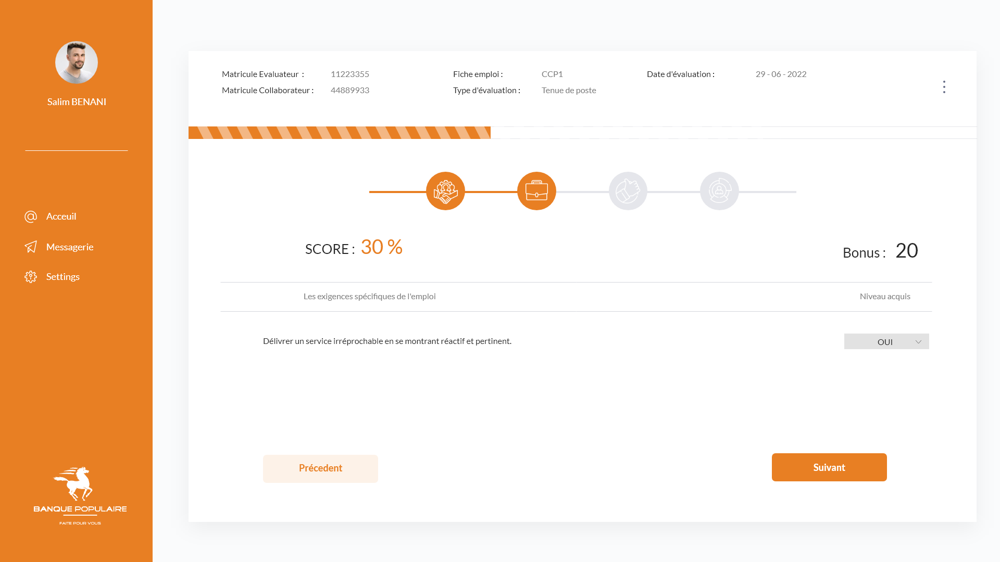 Salim BENANI
Acceuil
Messagerie
Settings
BANQUE POPULAIRE
FAITE POUR VOUS
Matricule Evaluateur : 11223355
Matricule Collaborateur : 44889933
Fiche emploi : CCP1
Type d'évaluation : Tenue de poste
Date d'évaluation : 29 - 06 - 2022
SCORE : 30 %
Bonus : 20
Les exigences spécifiques de l'emploi
Niveau acquis
Délivrer un service irréprochable en se montrant réactif et pertinent.
OUI
Précedent
Suivant